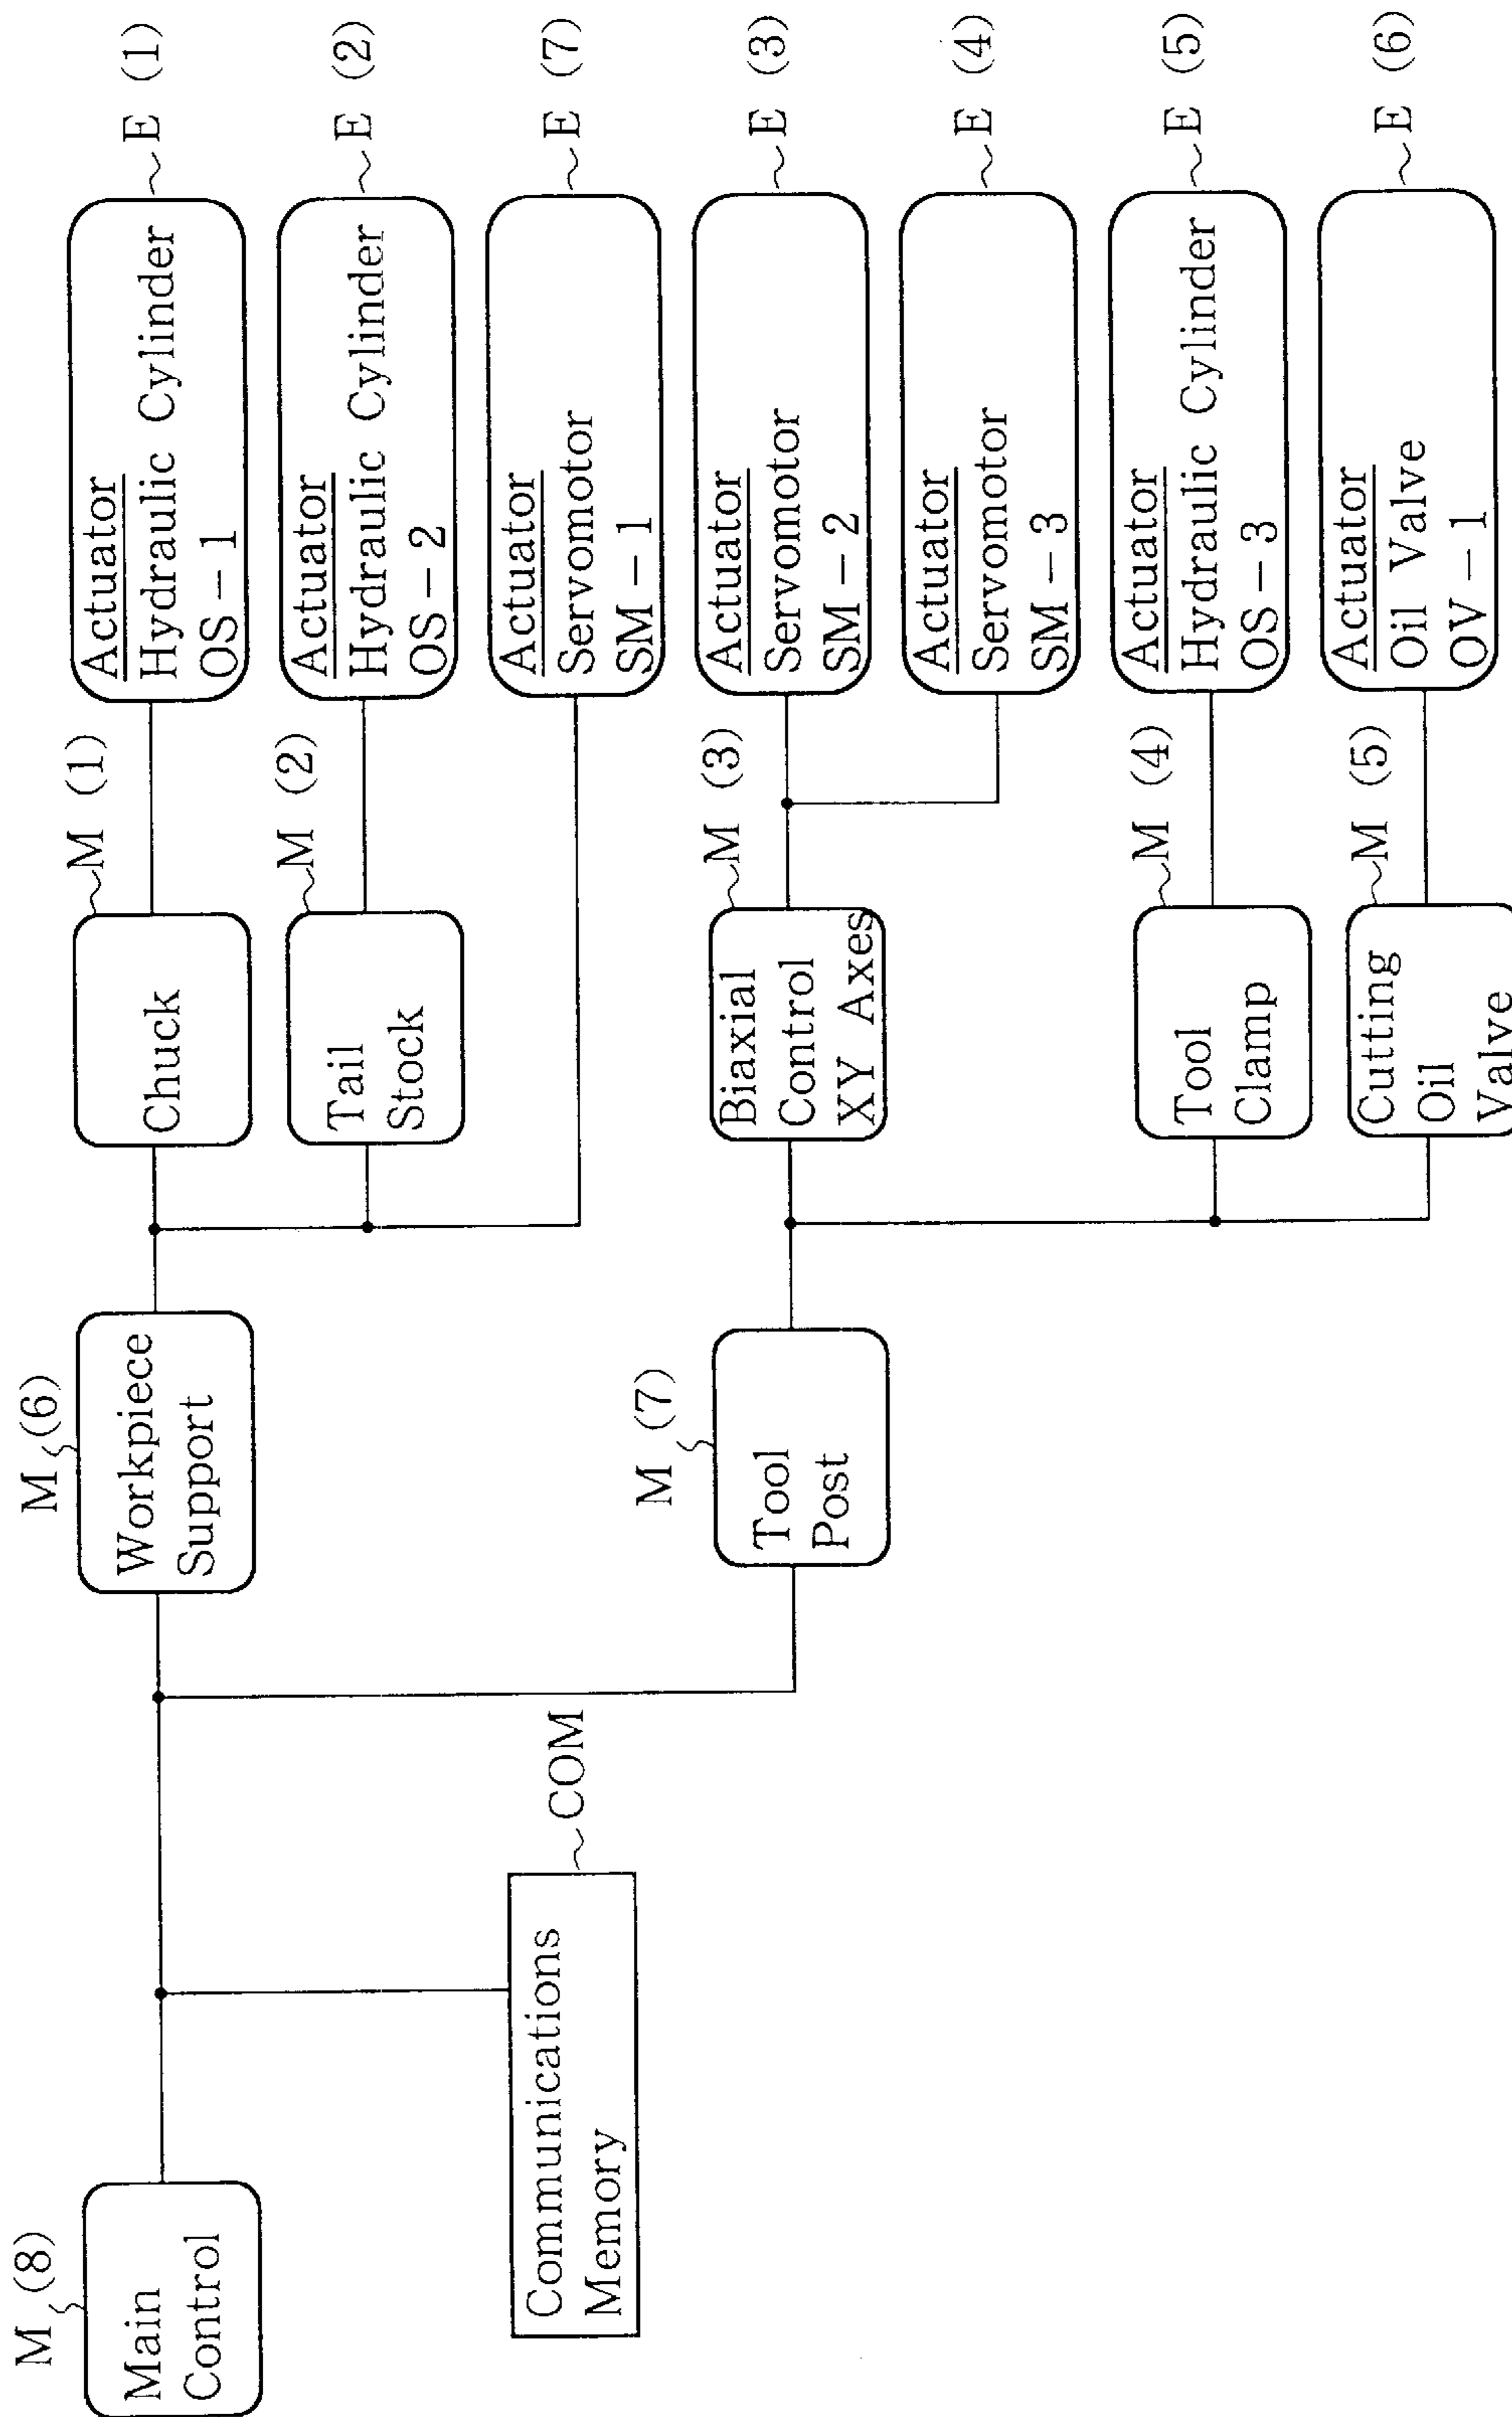 M (8)
Main
Control
Communications
Memory
COM
M (6)
Workpiece
Support
M (7)
Tool
Post
M (1)
Chuck
M (2)
Tail
Stock
M (3)
Biaxial
Control
XY Axes
M (4)
Tool
Clamp
M (5)
Cutting
Oil
Valve
Actuator
Hydraulic Cylinder
OS-1
E (1)
Actuator
Hydraulic Cylinder
OS-2
E (2)
Actuator
Servomotor
SM-1
E (7)
Actuator
Servomotor
SM-2
E (3)
Actuator
Servomotor
SM-3
E (4)
Actuator
Hydraulic Cylinder
OS-3
E (5)
Actuator
Oil Valve
OV-1
E (6)